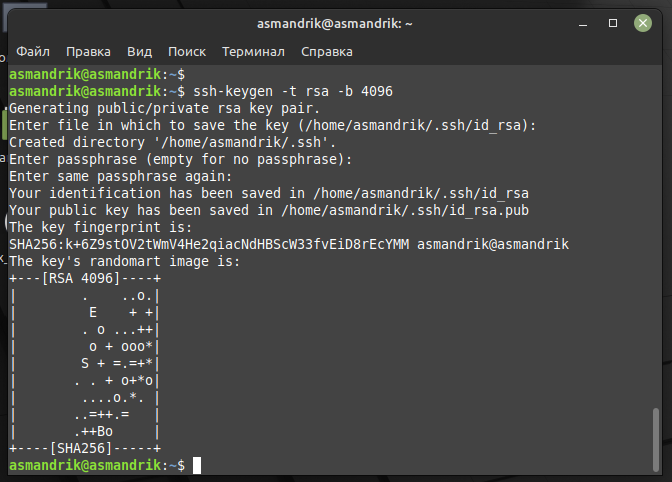 asmandrik@asmandrik: ~
Файл Правка Вид Поиск Терминал Справка
asmandrik@asmandrik:~$
asmandrik@asmandrik:~$ ssh-keygen -t rsa -b 4096
Generating public/private rsa key pair.
Enter file in which to save the key (/home/asmandrik/.ssh/id_rsa):
Created directory '/home/asmandrik/.ssh'.
Enter passphrase (empty for no passphrase):
Enter same passphrase again:
Your identification has been saved in /home/asmandrik/.ssh/id_rsa
Your public key has been saved in /home/asmandrik/.ssh/id_rsa.pub
The key fingerprint is:
SHA256:k+6Z9stOV2tWmV4He2qiacNdHBScW33fvEiD8rEcYMM asmandrik@asmandrik
The key's randomart image is:
+---[RSA 4096]----+
|        .    ..o.|
|         E    + +|
|        . o ...++|
|         o + ooo*|
|        S + =.=+*|
|       . . + o+*o|
|        ....o.*. |
|       ..=++.=   |
|       .++Bo     |
+----[SHA256]-----+
asmandrik@asmandrik:~$